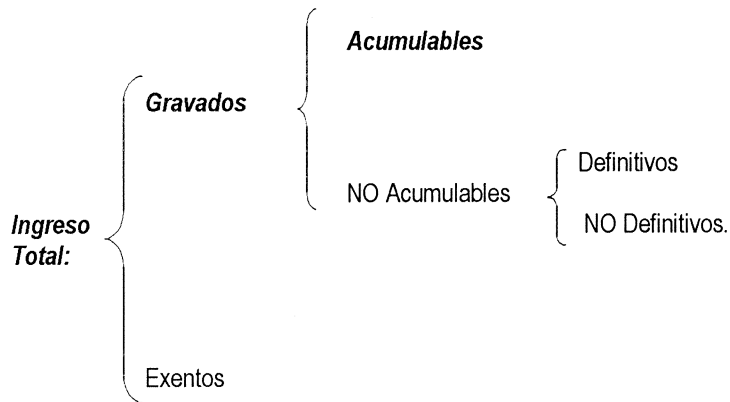 Acumulables
Gravados
Definitivos
NO Acumulables
NO Definitivos.
Ingreso
Total:
Exentos